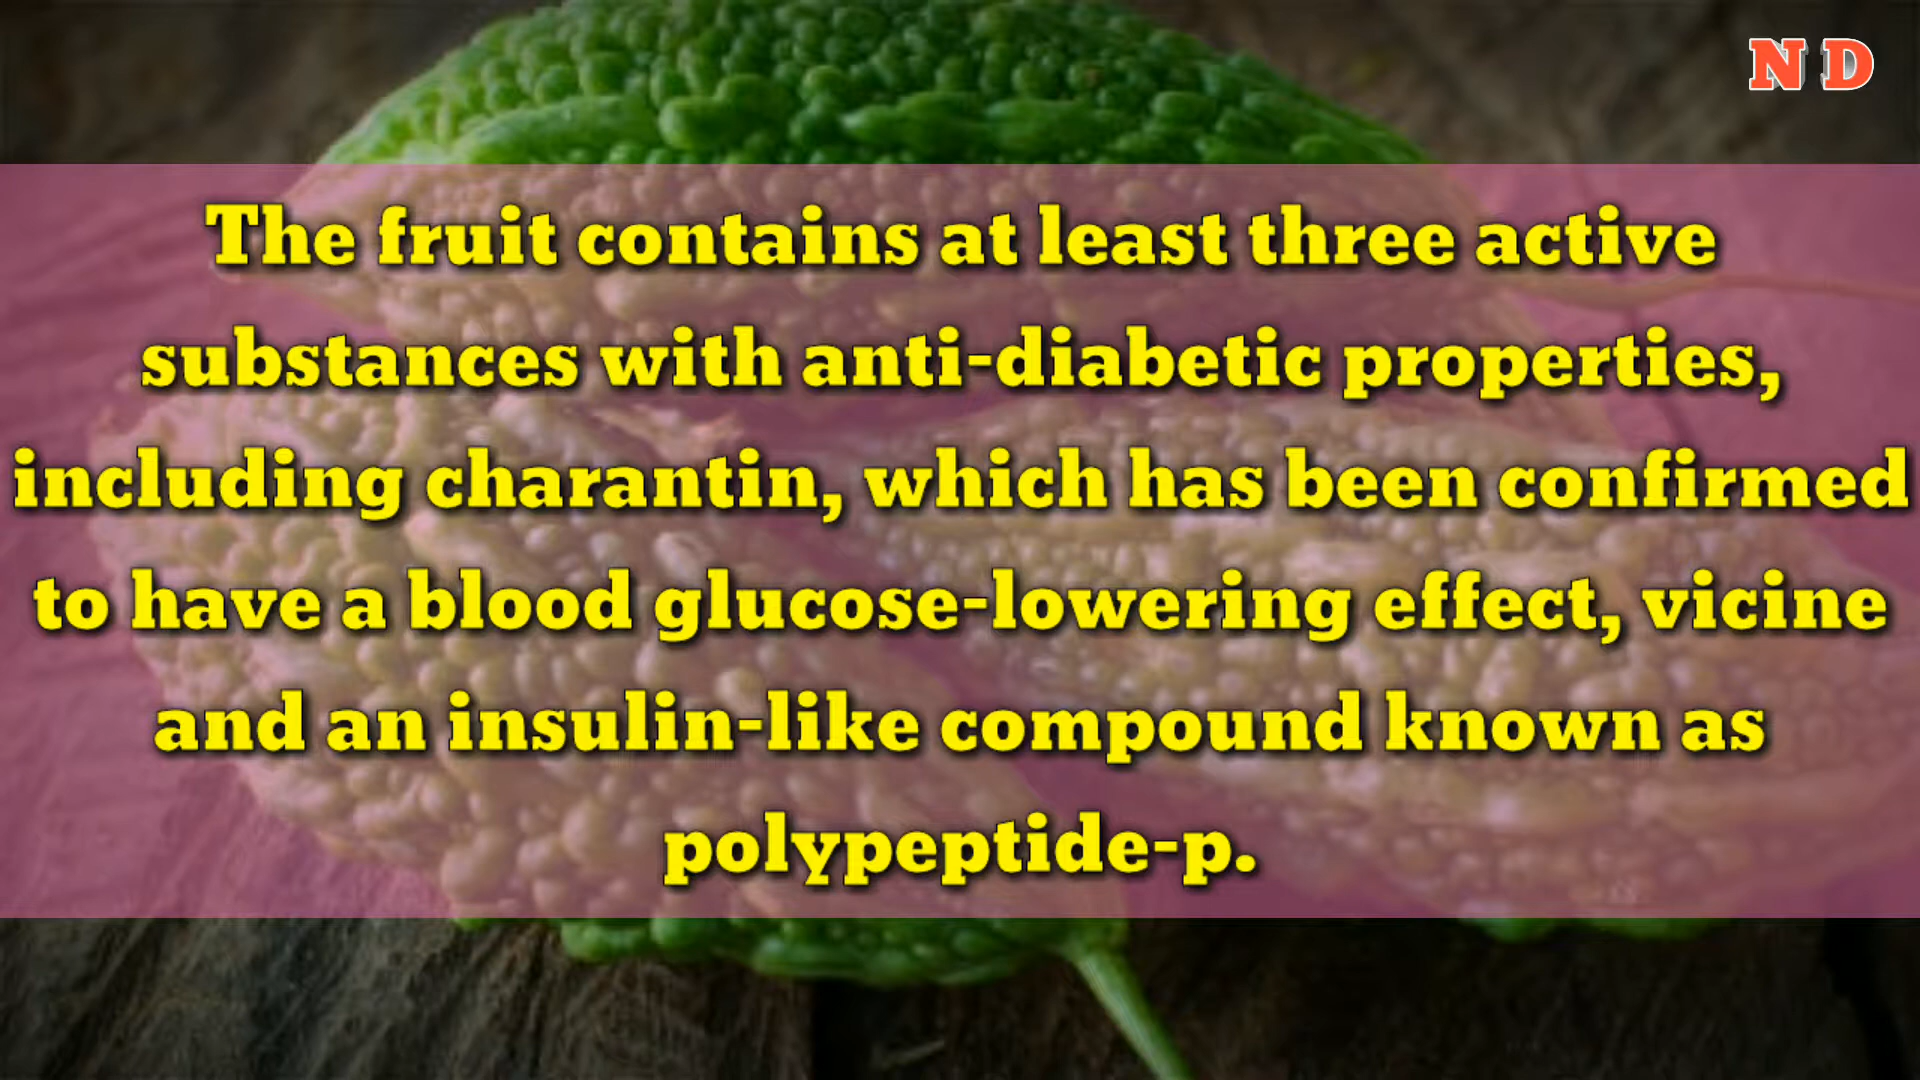 N D
The fruit contains at least three active
substances with anti-diabetic properties,
including charantin, which has been confirmed
to have a blood glucose-lowering effect, vicine
and an insulin-like compound known as
polypeptide-p.